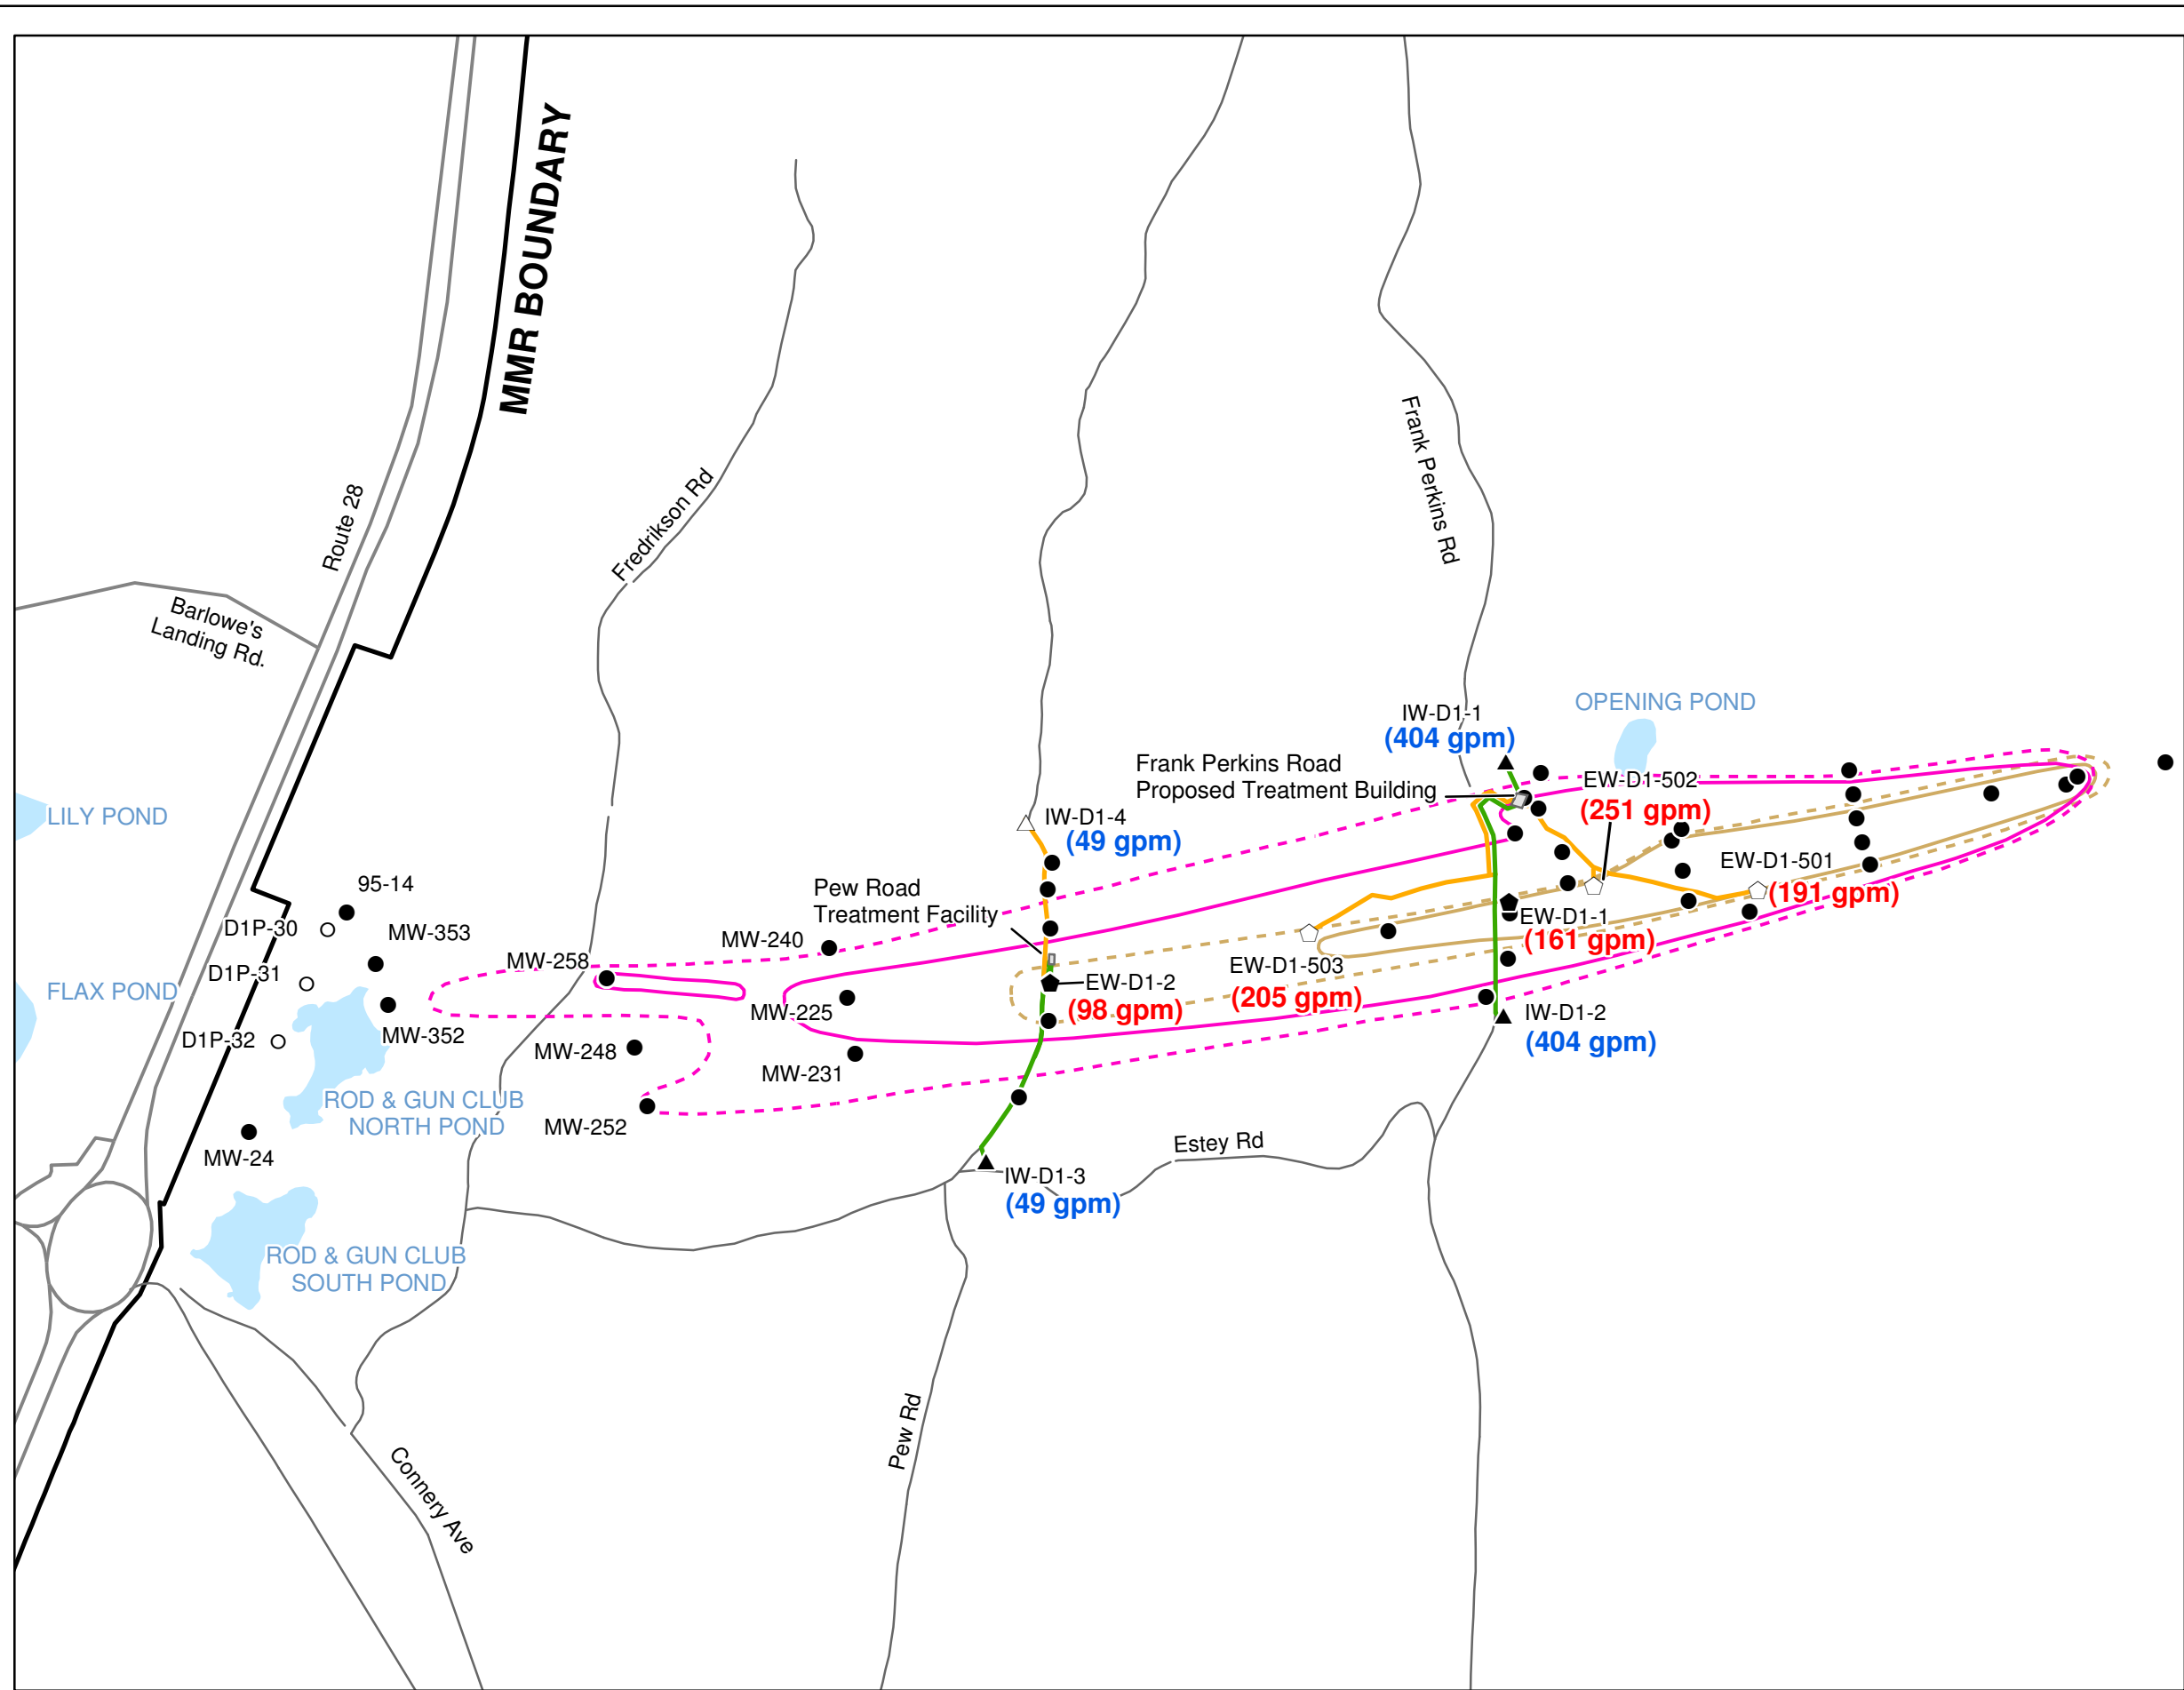 MMR BOUNDARY
Route 28
Fredrikson Rd
Frank Perkins Rd
Barlowe's
Landing Rd.
OPENING POND
IW-D1-1
(404 gpm)
Frank Perkins Road
Proposed Treatment Building
EW-D1-502
(251 gpm)
LILY POND
IW-D1-4
(49 gpm)
EW-D1-501
(191 gpm)
Pew Road
Treatment Facility
95-14
D1P-30
MW-353
MW-240
EW-D1-1
(161 gpm)
MW-258
D1P-31
EW-D1-503
(205 gpm)
FLAX POND
EW-D1-2
(98 gpm)
MW-225
IW-D1-2
(404 gpm)
D1P-32
MW-352
MW-248
MW-231
ROD & GUN CLUB
NORTH POND
MW-252
Estey Rd
MW-24
IW-D1-3
(49 gpm)
ROD & GUN CLUB
SOUTH POND
Pew Rd
Connery Ave